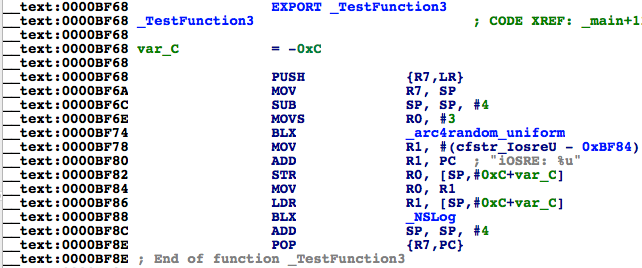 __text:0000BF68 EXPORT _TestFunction3
__text:0000BF68 _TestFunction3 ; CODE XREF: _main+1
__text:0000BF68
__text:0000BF68 var_C = -0xC
__text:0000BF68
__text:0000BF68 PUSH {R7,LR}
__text:0000BF6A MOV R7, SP
__text:0000BF6C SUB SP, SP, #4
__text:0000BF6E MOVS R0, #3
__text:0000BF74 BLX _arc4random_uniform
__text:0000BF78 MOV R1, #(cfstr_IosreU - 0xBF84)
__text:0000BF80 ADD R1, PC ; "iOSRE: %u"
__text:0000BF82 STR R0, [SP,#0xC+var_C]
__text:0000BF84 MOV R0, R1
__text:0000BF86 LDR R1, [SP,#0xC+var_C]
__text:0000BF88 BLX _NSLog
__text:0000BF8C ADD SP, SP, #4
__text:0000BF8E POP {R7,PC}
__text:0000BF8E ; End of function _TestFunction3